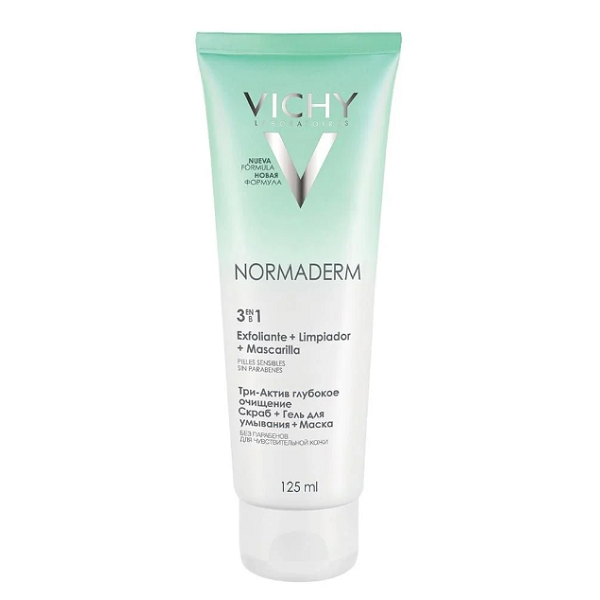 VICHY
LABORATOIRES
NUEVA
FÓRMULA
НОВАЯ
ФОРМУЛА
NORMADERM
3 EN В 1
Exfoliante + Limpiador
+ Mascarilla
PIELES SENSIBLES
SIN PARABENES
Три-Актив глубокое
очищение
Скраб + Гель для
умывания + Маска
БЕЗ ПАРАБЕНОВ
ДЛЯ ЧУВСТВИТЕЛЬНОЙ КОЖИ
125 ml